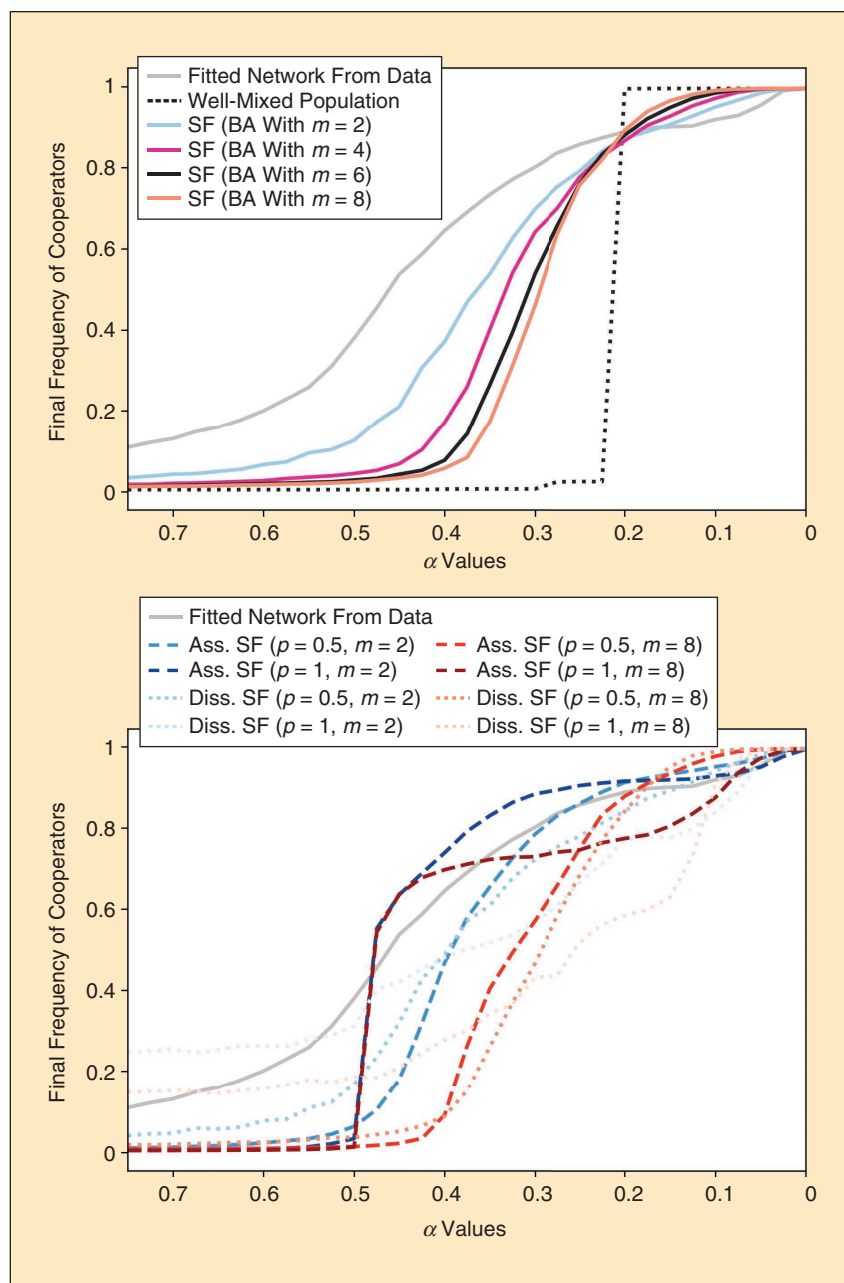 Fitted Network From Data
Well-Mixed Population
SF (BA With m = 2)
SF (BA With m = 4)
SF (BA With m = 6)
SF (BA With m = 8)
1
0.8
0.6
0.4
0.2
0
Final Frequency of Cooperators
0.7 0.6 0.5 0.4 0.3 0.2 0.1 0
α Values
Fitted Network From Data
Ass. SF (p = 0.5, m = 2) Ass. SF (p = 0.5, m = 8)
Ass. SF (p = 1, m = 2) Ass. SF (p = 1, m = 8)
Diss. SF (p = 0.5, m = 2) Diss. SF (p = 0.5, m = 8)
Diss. SF (p = 1, m = 2) Diss. SF (p = 1, m = 8)
1
0.8
0.6
0.4
0.2
0
Final Frequency of Cooperators
0.7 0.6 0.5 0.4 0.3 0.2 0.1 0
α Values